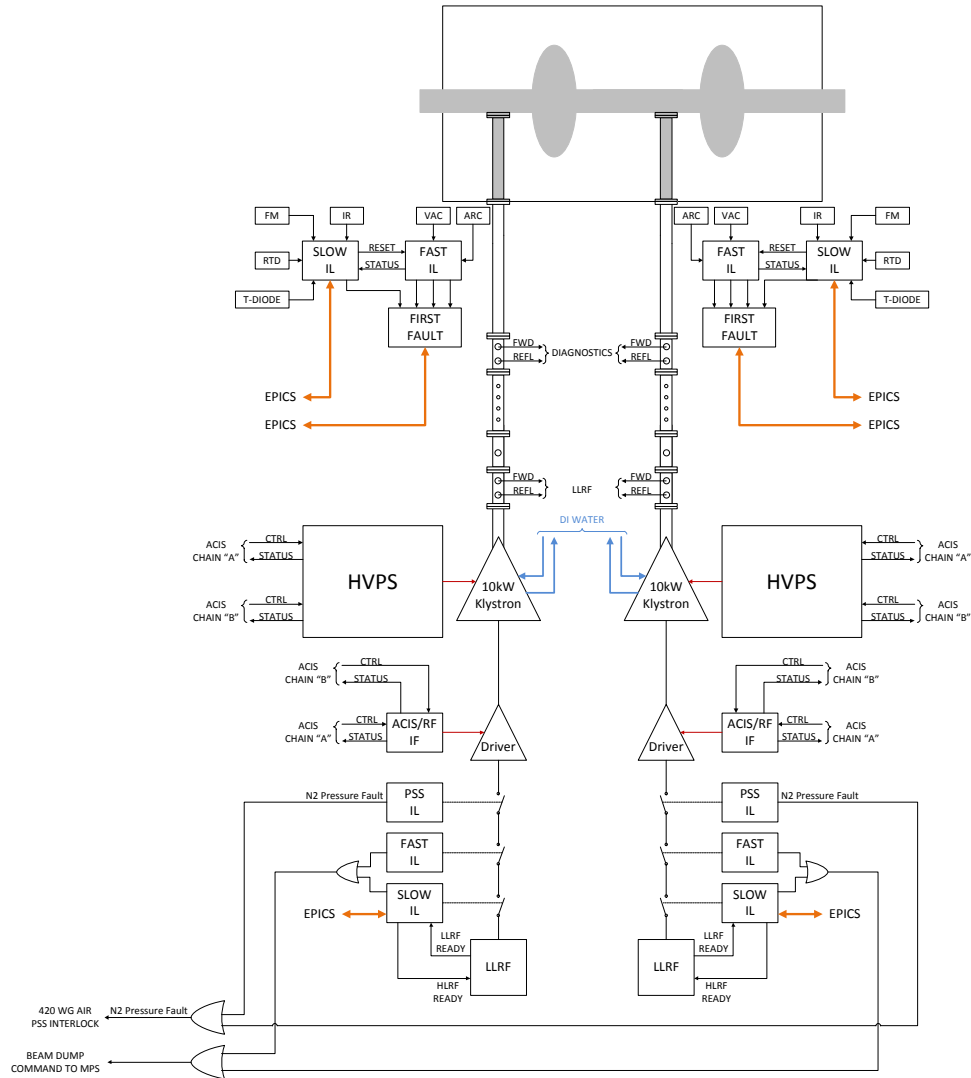 FM
IR
VAC
ARC
ARC
VAC
IR
FM
SLOW
IL
RESET
STATUS
FAST
IL
FAST
IL
RESET
STATUS
SLOW
IL
RTD
RTD
T-DIODE
T-DIODE
FIRST
FAULT
FIRST
FAULT
FWD
REFL
DIAGNOSTICS
FWD
REFL
EPICS
EPICS
EPICS
EPICS
FWD
REFL
LLRF
FWD
REFL
DI WATER
ACIS
CHAIN “A”
CTRL
STATUS
ACIS
CHAIN “B”
CTRL
STATUS
HVPS
10kW
Klystron
10kW
Klystron
HVPS
CTRL
STATUS
ACIS
CHAIN “A”
CTRL
STATUS
ACIS
CHAIN “B”
ACIS
CHAIN “B”
CTRL
STATUS
ACIS
CHAIN “A”
CTRL
STATUS
ACIS/RF
IF
Driver
Driver
ACIS/RF
IF
CTRL
STATUS
ACIS
CHAIN “B”
CTRL
STATUS
ACIS
CHAIN “A”
N2 Pressure Fault
PSS
IL
PSS
IL
N2 Pressure Fault
FAST
IL
FAST
IL
EPICS
SLOW
IL
SLOW
IL
EPICS
LLRF
READY
LLRF
HLRF
READY
LLRF
LLRF
READY
HLRF
READY
420 WG AIR
PSS INTERLOCK
N2 Pressure Fault
BEAM DUMP
COMMAND TO MPS